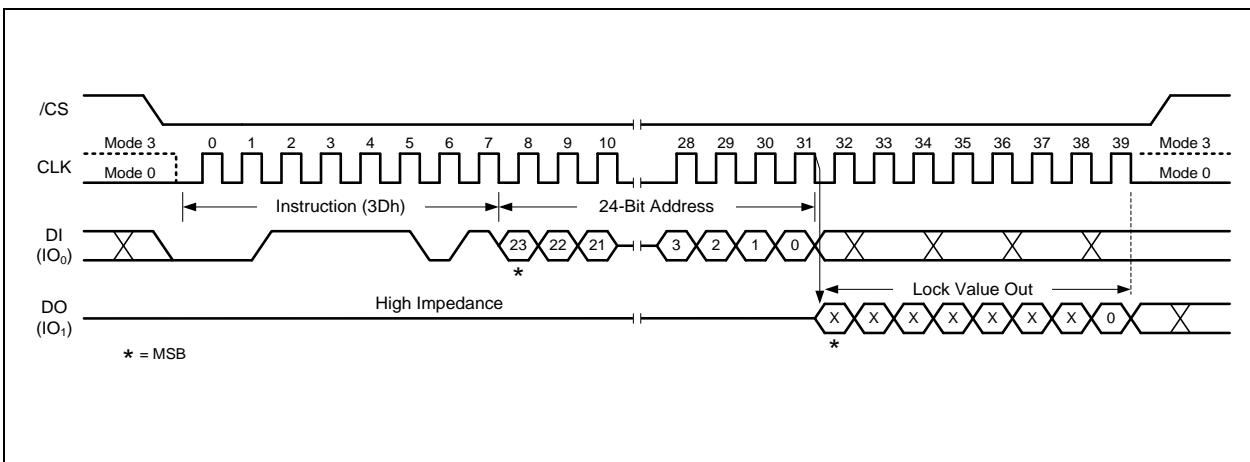 /CS
Mode 3 0 1 2 3 4 5 6 7 8 9 10 28 29 30 31 32 33 34 35 36 37 38 39 Mode 3
CLK
Mode 0 Mode 0
Instruction (3Dh) 24-Bit Address
DI
(IO₀)
23 22 21 3 2 1 0
*
Lock Value Out
High Impedance
DO
(IO₁)
X X X X X X X 0
*
* = MSB